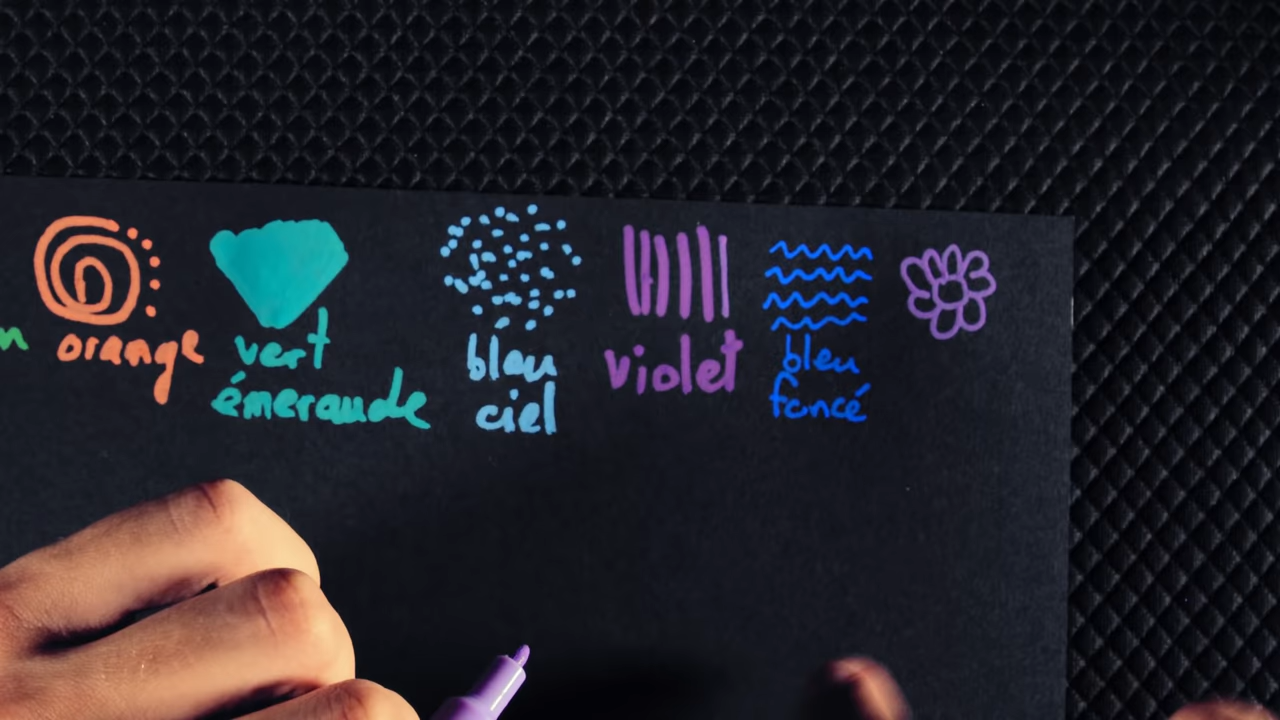 orange
vert
émeraude
bleu
ciel
violet
bleu
foncé